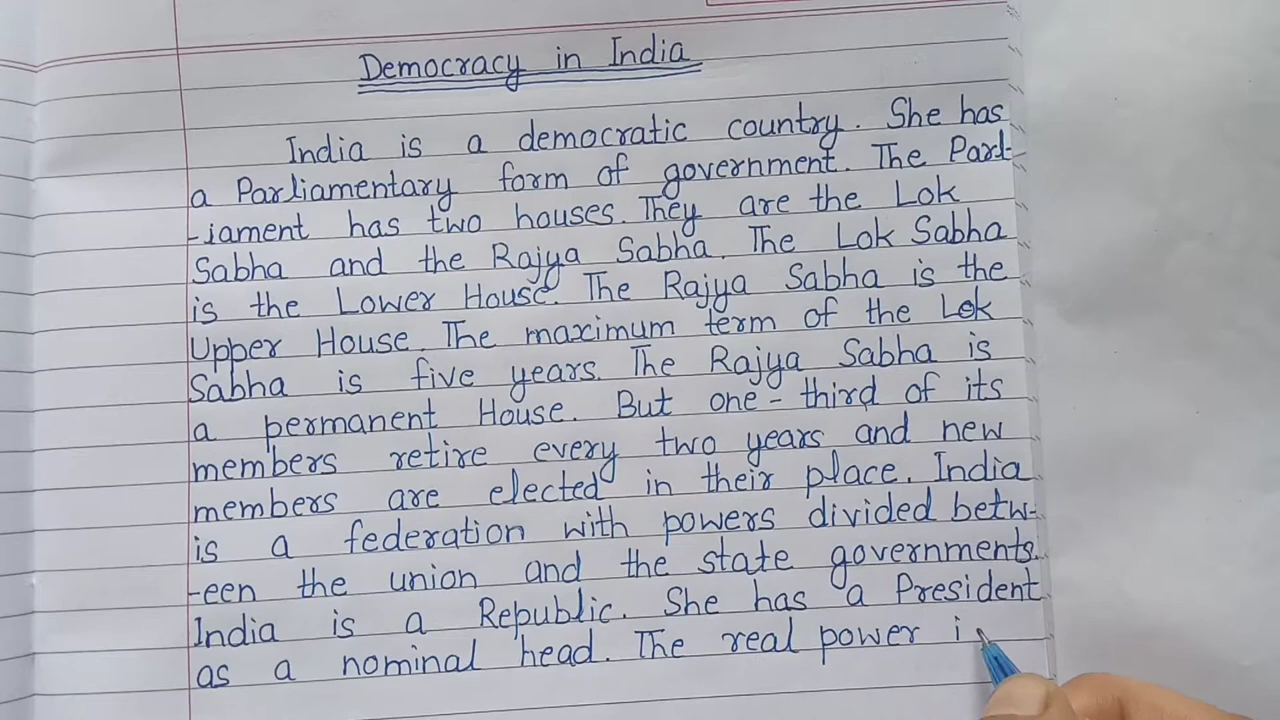 Democracy in India
India is a democratic country. She has
a Parliamentary form of government. The Parl-
-iament has two houses. They are the Lok
Sabha and the Rajya Sabha. The Lok Sabha
is the Lower House. The Rajya Sabha is the
Upper House. The maximum term of the Lok
Sabha is five years. The Rajya Sabha is
a permanent House. But one-third of its
members retire every two years and new
members are elected in their place. India
is a federation with powers divided betw-
-een the union and the state governments.
India is a Republic. She has a President
as a nominal head. The real power i